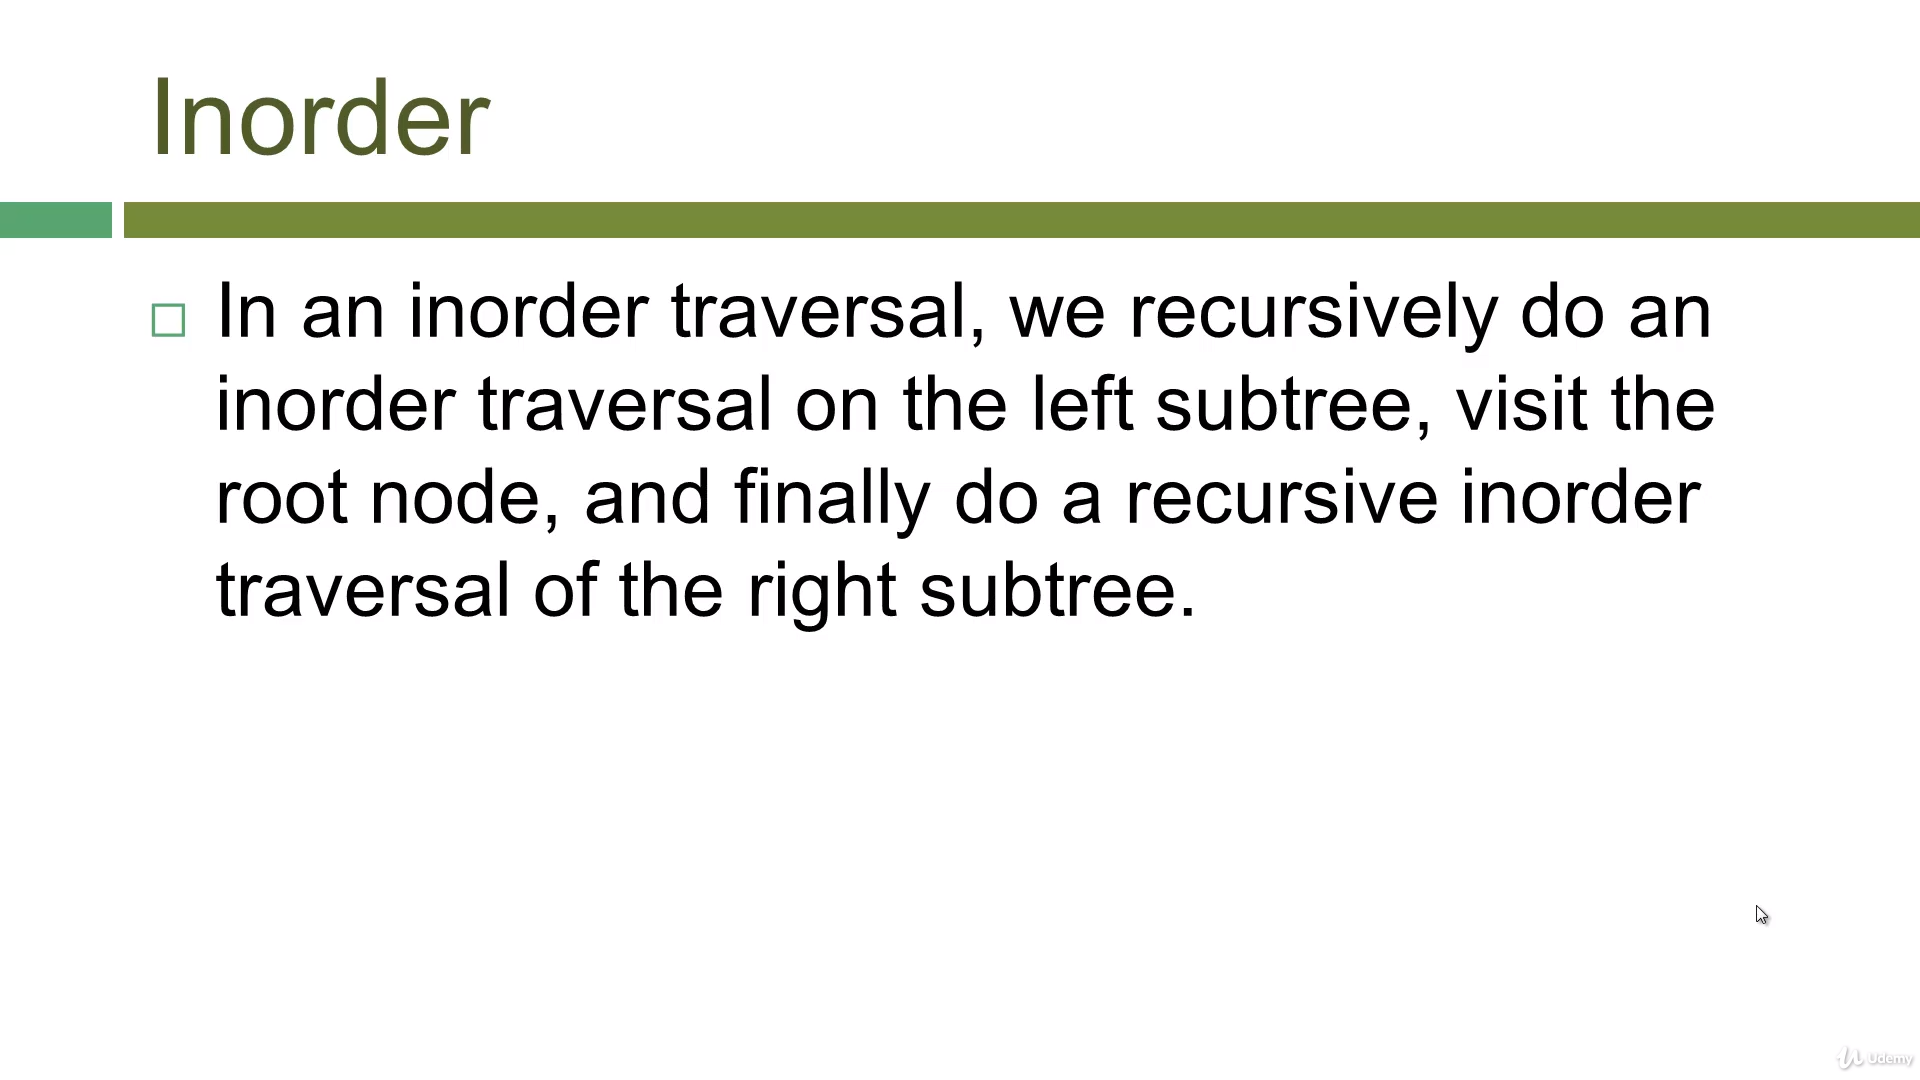 Inorder
In an inorder traversal, we recursively do an
inorder traversal on the left subtree, visit the
root node, and finally do a recursive inorder
traversal of the right subtree.
Udemy